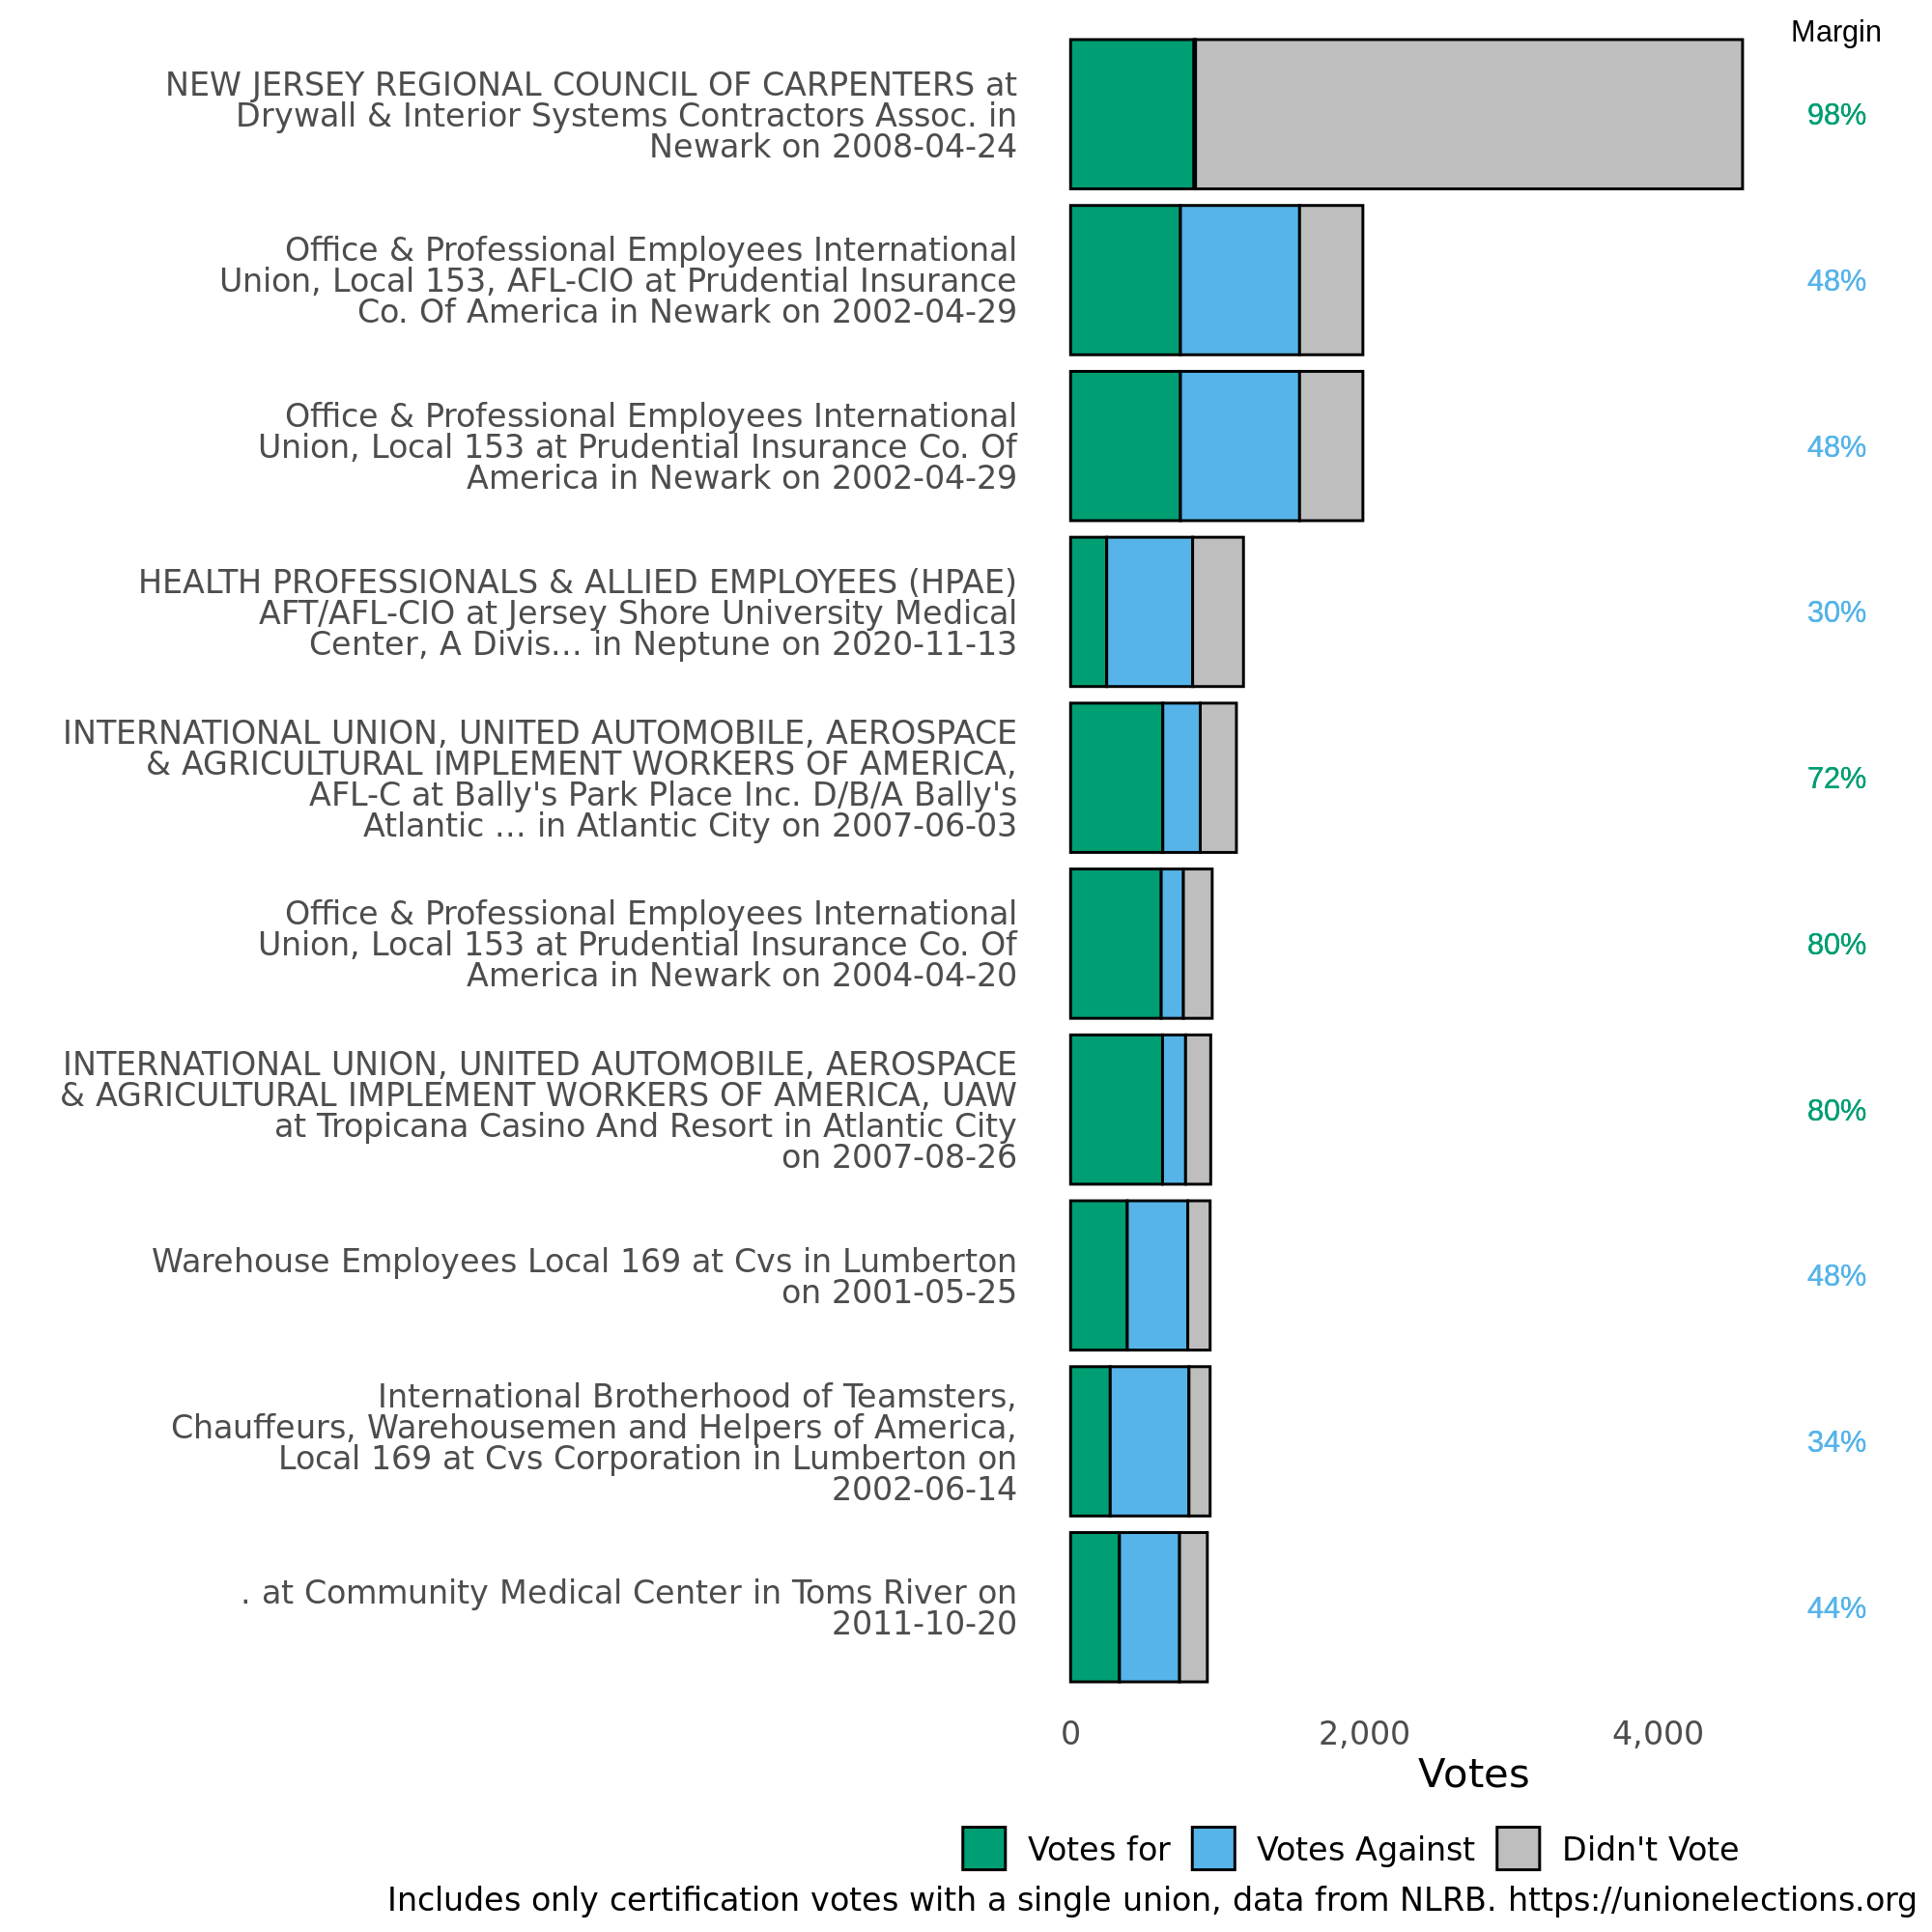 Margin
NEW JERSEY REGIONAL COUNCIL OF CARPENTERS at
Drywall & Interior Systems Contractors Assoc. in
Newark on 2008-04-24
98%
Office & Professional Employees International
Union, Local 153, AFL-CIO at Prudential Insurance
Co. Of America in Newark on 2002-04-29
48%
Office & Professional Employees International
Union, Local 153 at Prudential Insurance Co. Of
America in Newark on 2002-04-29
48%
HEALTH PROFESSIONALS & ALLIED EMPLOYEES (HPAE)
AFT/AFL-CIO at Jersey Shore University Medical
Center, A Divis... in Neptune on 2020-11-13
30%
INTERNATIONAL UNION, UNITED AUTOMOBILE, AEROSPACE
& AGRICULTURAL IMPLEMENT WORKERS OF AMERICA,
AFL-C at Bally's Park Place Inc. D/B/A Bally's
Atlantic ... in Atlantic City on 2007-06-03
72%
Office & Professional Employees International
Union, Local 153 at Prudential Insurance Co. Of
America in Newark on 2004-04-20
80%
INTERNATIONAL UNION, UNITED AUTOMOBILE, AEROSPACE
& AGRICULTURAL IMPLEMENT WORKERS OF AMERICA, UAW
at Tropicana Casino And Resort in Atlantic City
on 2007-08-26
80%
Warehouse Employees Local 169 at Cvs in Lumberton
on 2001-05-25
48%
International Brotherhood of Teamsters,
Chauffeurs, Warehousemen and Helpers of America,
Local 169 at Cvs Corporation in Lumberton on
2002-06-14
34%
. at Community Medical Center in Toms River on
2011-10-20
44%
0 2,000 4,000
Votes
Votes for Votes Against Didn't Vote
Includes only certification votes with a single union, data from NLRB. https://unionelections.org